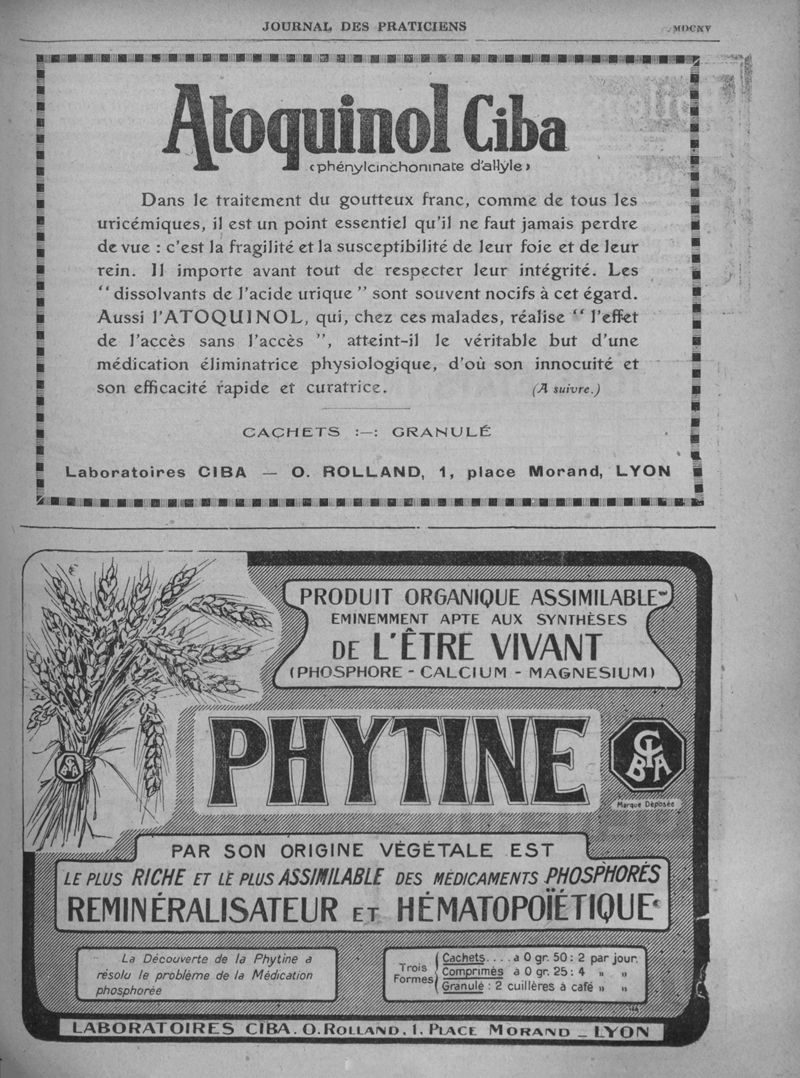 JOURNAL DES PRATICIENS
MDCXV
Atoquinol Ciba
‹phénylcinchoninate d'allyle›
Dans le traitement du goutteux franc, comme de tous les
uricémiques, il est un point essentiel qu'il ne faut jamais perdre
de vue : c'est la fragilité et la susceptibilité de leur foie et de leur
rein. Il importe avant tout de respecter leur intégrité. Les
“ dissolvants de l'acide urique ” sont souvent nocifs à cet égard.
Aussi l'ATOQUINOL, qui, chez ces malades, réalise “ l'effet
de l'accès sans l'accès ”, atteint-il le véritable but d'une
médication éliminatrice physiologique, d'où son innocuité et
son efficacité rapide et curatrice. (A suivre.)
CACHETS :—: GRANULÉ
Laboratoires CIBA — O. ROLLAND, 1, place Morand, LYON
PRODUIT ORGANIQUE ASSIMILABLE
EMINEMMENT APTE AUX SYNTHÈSES
DE L'ÊTRE VIVANT
(PHOSPHORE - CALCIUM - MAGNESIUM)
PHYTINE
CIBA
CIBA
Marque Déposée
PAR SON ORIGINE VÉGÉTALE EST
LE PLUS RICHE ET LE PLUS ASSIMILABLE DES MÉDICAMENTS PHOSPHORÉS
REMINÉRALISATEUR ET HÉMATOPOÏÉTIQUE
La Découverte de la Phytine a
résolu le problème de la Médication
phosphorée
Trois Formes
Cachets.... à 0 gr. 50 : 2 par jour.
Comprimés à 0 gr. 25 : 4 " "
Granulé : 2 cuillères à café " "
LABORATOIRES CIBA. O. ROLLAND. 1. PLACE MORAND _ LYON